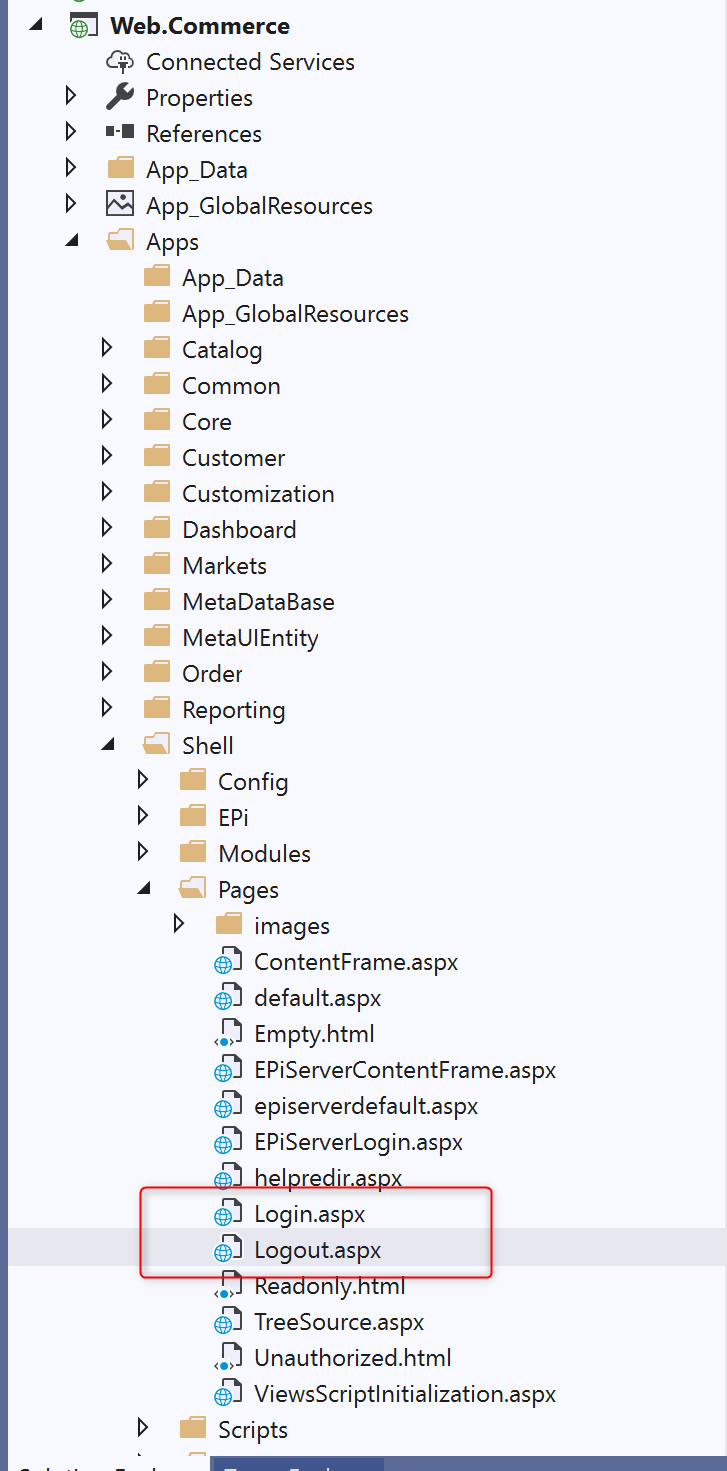 Web.Commerce
Connected Services
Properties
References
App_Data
App_GlobalResources
Apps
App_Data
App_GlobalResources
Catalog
Common
Core
Customer
Customization
Dashboard
Markets
MetaDataBase
MetaUIEntity
Order
Reporting
Shell
Config
EPi
Modules
Pages
images
ContentFrame.aspx
default.aspx
Empty.html
EPiServerContentFrame.aspx
episerverdefault.aspx
EPiServerLogin.aspx
helpredir.aspx
Login.aspx
Logout.aspx
Readonly.html
TreeSource.aspx
Unauthorized.html
ViewsScriptInitialization.aspx
Scripts